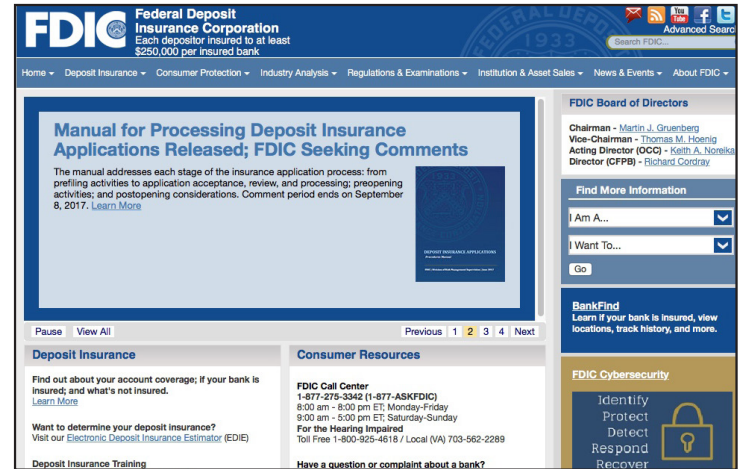 FDIC
Federal Deposit
Insurance Corporation
Each depositor insured to at least
$250,000 per insured bank
FEDERAL DEPO
1933
You
Tube
Advanced Searc
Search FDIC...
Home
Deposit Insurance
Consumer Protection
Industry Analysis
Regulations & Examinations
Institution & Asset Sales
News & Events
About FDIC
Manual for Processing Deposit Insurance
Applications Released; FDIC Seeking Comments
The manual addresses each stage of the insurance application process: from
prefiling activities to application acceptance, review, and processing; preopening
activities; and postopening considerations. Comment period ends on September
8, 2017. Learn More
DEPOSIT INSURANCE APPLICATIONS
Procedures Manual
Pause View All
Previous 1 2 3 4 Next
Deposit Insurance
Find out about your account coverage; if your bank is
insured; and what's not insured.
Learn More
Want to determine your deposit insurance?
Visit our Electronic Deposit Insurance Estimator (EDIE)
Deposit Insurance Training
Consumer Resources
FDIC Call Center
1-877-275-3342 (1-877-ASKFDIC)
8:00 am - 8:00 pm ET; Monday-Friday
9:00 am - 5:00 pm ET; Saturday-Sunday
For the Hearing Impaired
Toll Free 1-800-925-4618 / Local (VA) 703-562-2289
Have a question or complaint about a bank?
FDIC Board of Directors
Chairman - Martin J. Gruenberg
Vice-Chairman - Thomas M. Hoenig
Acting Director (OCC) - Keith A. Noreika
Director (CFPB) - Richard Cordray
Find More Information
I Am A...
I Want To...
Go
BankFind
Learn if your bank is insured, view
locations, track history, and more.
FDIC Cybersecurity
Identify
Protect
Detect
Respond
Recover